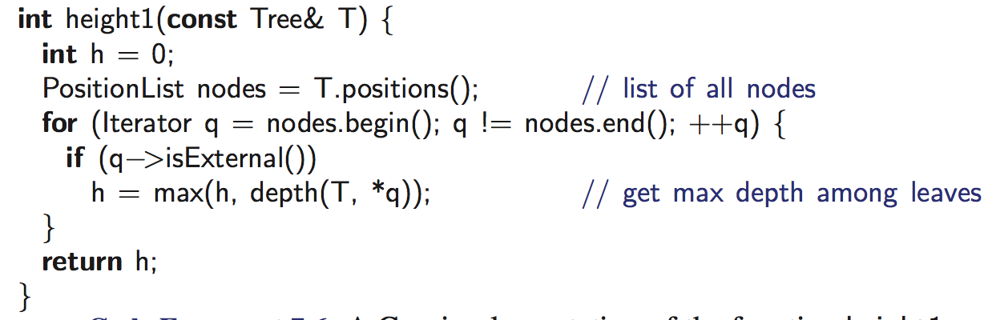 int height1(const Tree& T) {
int h = 0;
PositionList nodes = T.positions(); // list of all nodes
for (Iterator q = nodes.begin(); q != nodes.end(); ++q) {
if (q−>isExternal())
h = max(h, depth(T, *q)); // get max depth among leaves
}
return h;
}